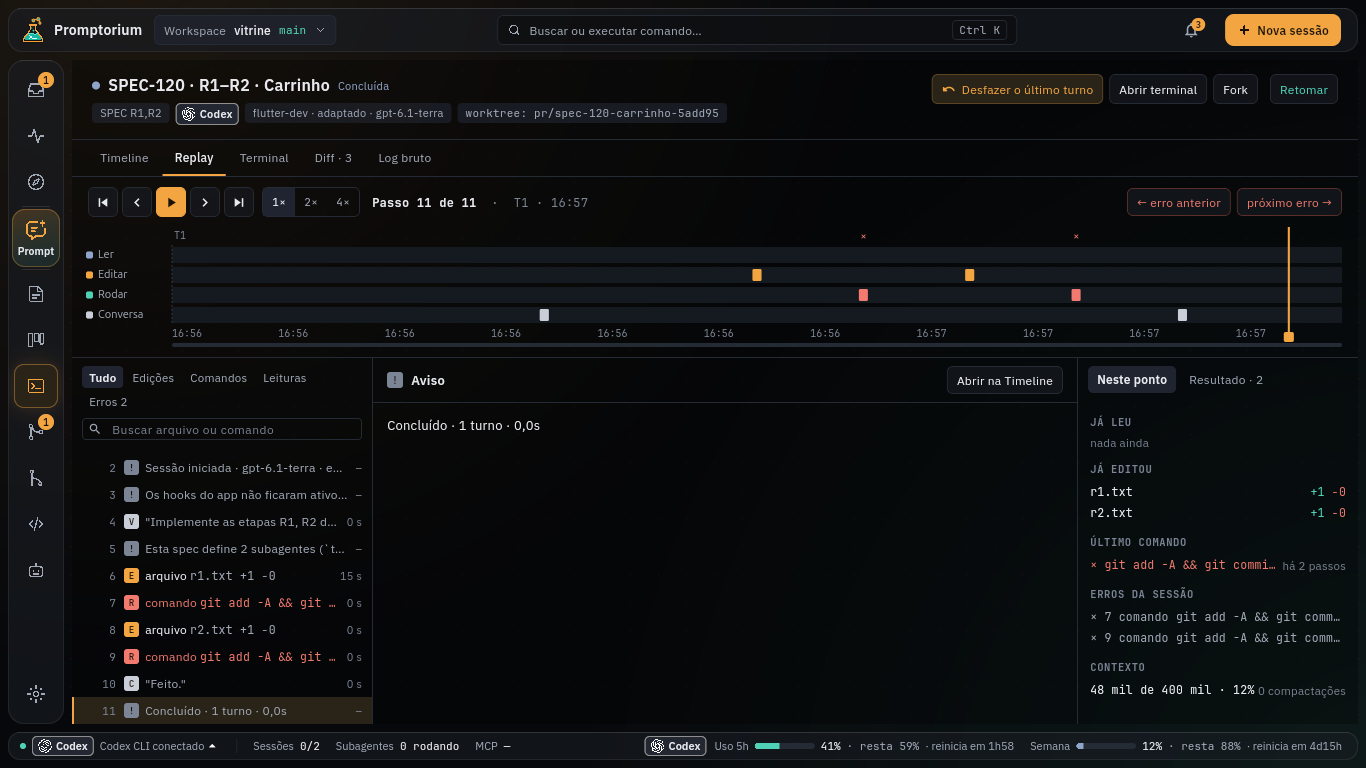 Promptorium
Workspace vitrine main
Buscar ou executar comando…
Ctrl K
3
+ Nova sessão
1
Prompt
1
SPEC-120 · R1–R2 · Carrinho Concluída
SPEC R1,R2
Codex
flutter-dev · adaptado · gpt-6.1-terra
worktree: pr/spec-120-carrinho-5add95
Desfazer o último turno
Abrir terminal
Fork
Retomar
Timeline
Replay
Terminal
Diff · 3
Log bruto
1×
2×
4×
Passo 11 de 11 · T1 · 16:57
← erro anterior
próximo erro →
T1 × ×
Ler
Editar
Rodar
Conversa
16:56 16:56 16:56 16:56 16:56 16:56 16:56 16:57 16:57 16:57 16:57
Tudo
Edições
Comandos
Leituras
Erros 2
Buscar arquivo ou comando
2 ! Sessão iniciada · gpt-6.1-terra · e… –
3 ! Os hooks do app não ficaram ativo… –
4 V "Implemente as etapas R1, R2 d… 0 s
5 ! Esta spec define 2 subagentes (`t… –
6 E arquivo r1.txt +1 -0 15 s
7 R comando git add -A && git … 0 s
8 E arquivo r2.txt +1 -0 0 s
9 R comando git add -A && git … 0 s
10 C "Feito." 0 s
11 ! Concluído · 1 turno · 0,0s –
! Aviso
Abrir na Timeline
Concluído · 1 turno · 0,0s
Neste ponto
Resultado · 2
JÁ LEU
nada ainda
JÁ EDITOU
r1.txt +1 -0
r2.txt +1 -0
ÚLTIMO COMANDO
× git add -A && git commi… há 2 passos
ERROS DA SESSÃO
× 7 comando git add -A && git comm…
× 9 comando git add -A && git comm…
CONTEXTO
48 mil de 400 mil · 12% 0 compactações
Codex
Codex CLI conectado
Sessões 0/2
Subagentes 0 rodando
MCP —
Codex
Uso 5h 41% · resta 59% · reinicia em 1h58
Semana 12% · resta 88% · reinicia em 4d15h